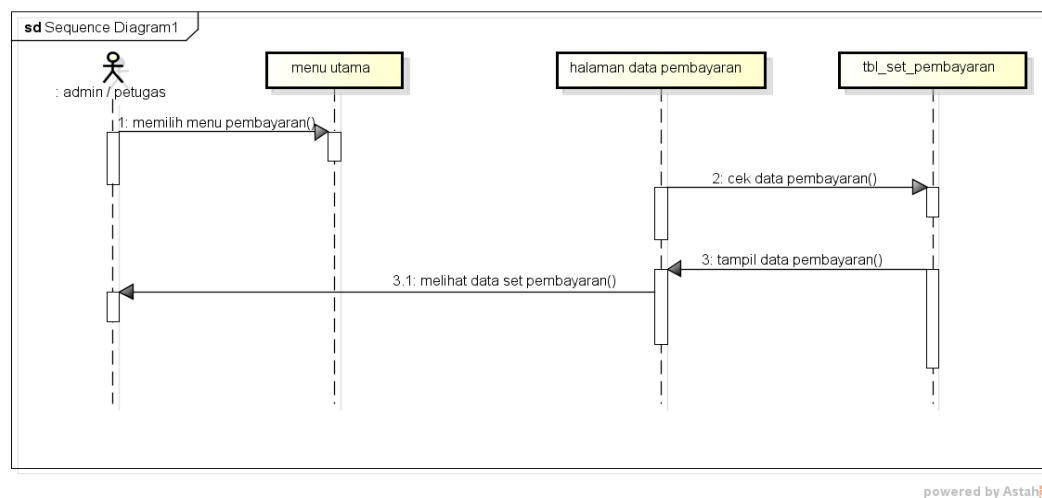 sd Sequence Diagram1
: admin / petugas
menu utama
halaman data pembayaran
tbl_set_pembayaran
1: memilih menu pembayaran()
2: cek data pembayaran()
3: tampil data pembayaran()
3.1: melihat data set pembayaran()
powered by Astah